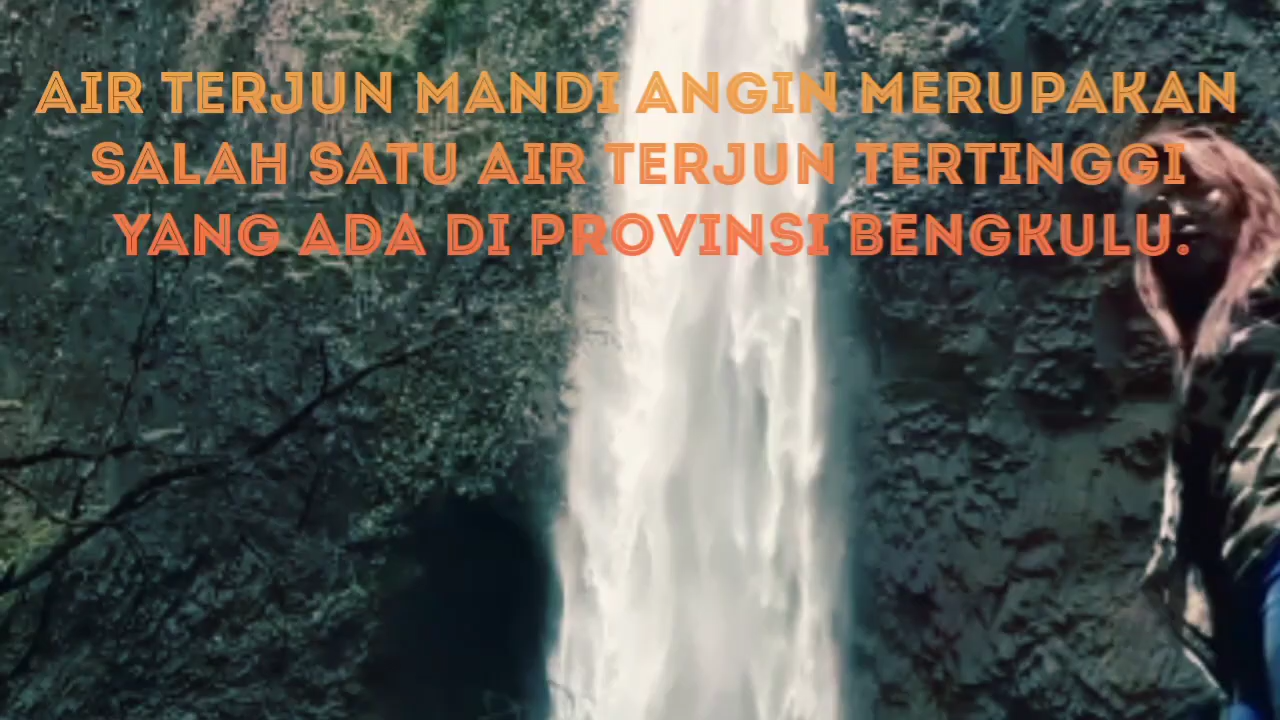 AIR TERJUN MANDI ANGIN MERUPAKAN
SALAH SATU AIR TERJUN TERTINGGI
YANG ADA DI PROVINSI BENGKULU.